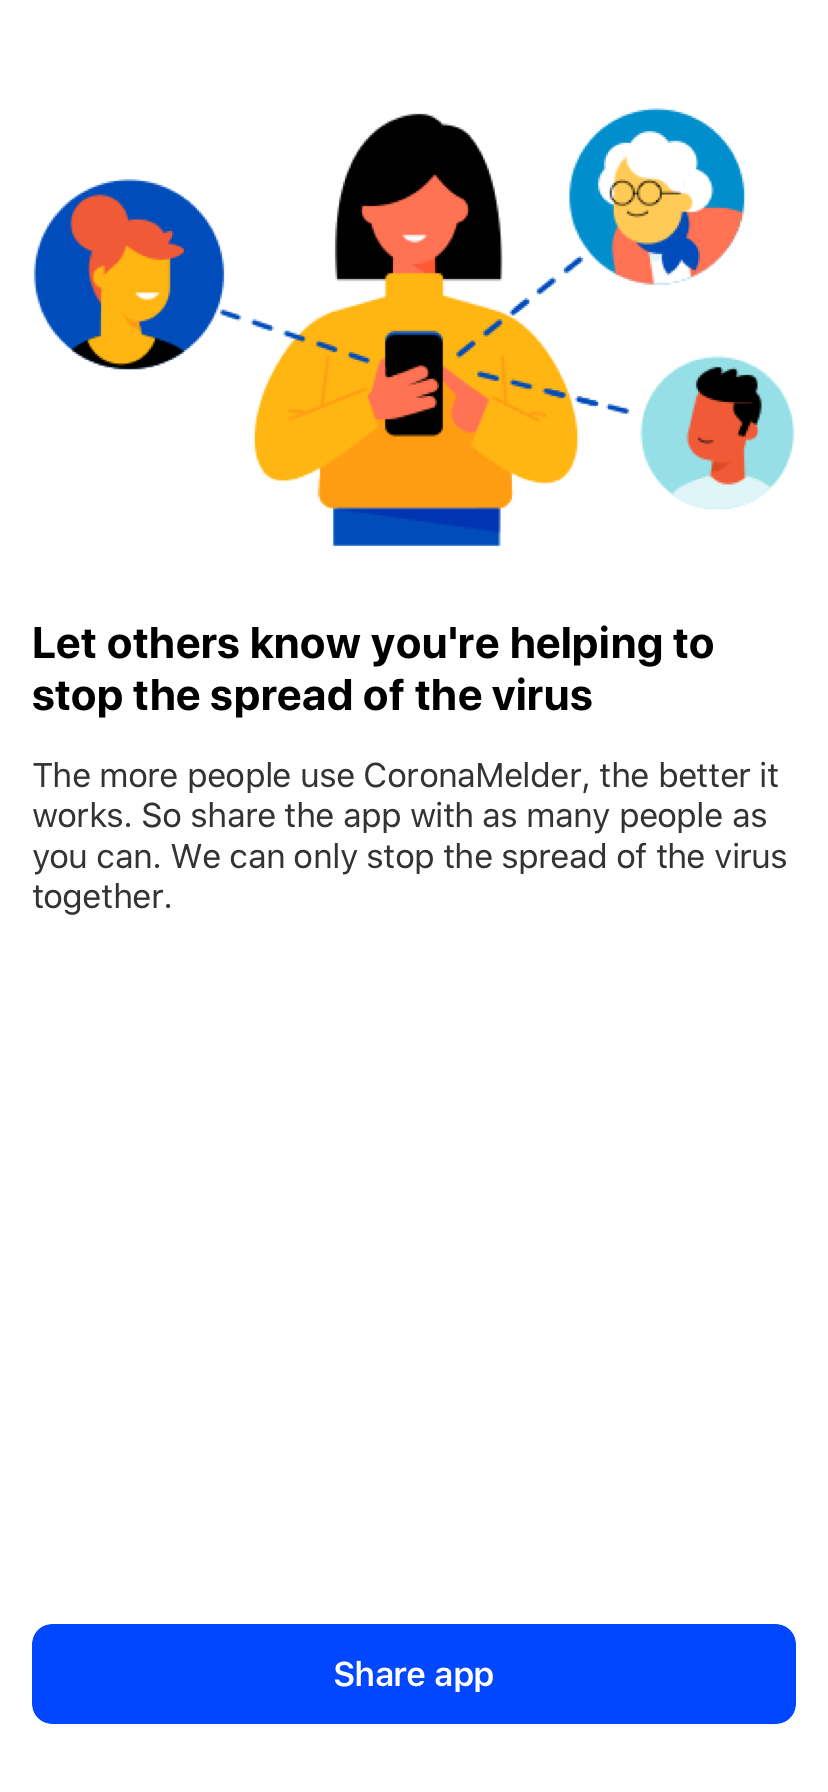 Let others know you're helping to
stop the spread of the virus
The more people use CoronaMelder, the better it
works. So share the app with as many people as
you can. We can only stop the spread of the virus
together.
Share app